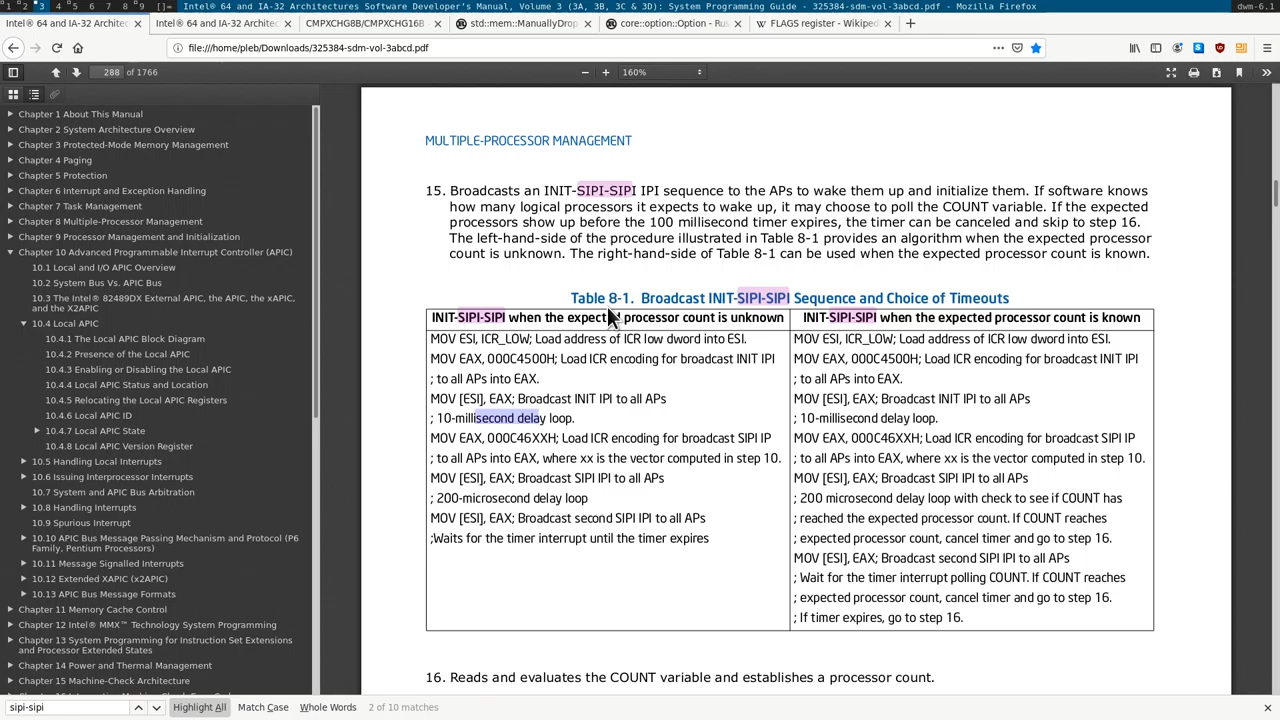 1 2 3 4 5 6 7 8 9 []= Intel® 64 and IA-32 Architectures Software Developer's Manual, Volume 3 (3A, 3B, 3C & 3D): System Programming Guide - 325384-sdm-vol-3abcd.pdf - Mozilla Firefox dwm-6.1
Intel® 64 and IA-32 Architec × Intel® 64 and IA-32 Architec × CMPXCHG8B/CMPXCHG16B × std::mem::ManuallyDrop × core::option::Option - Rus × FLAGS register - Wikiped ×
file:///home/pleb/Downloads/325384-sdm-vol-3abcd.pdf
288 of 1766 160%
Chapter 1 About This Manual
Chapter 2 System Architecture Overview
Chapter 3 Protected-Mode Memory Management
Chapter 4 Paging
Chapter 5 Protection
Chapter 6 Interrupt and Exception Handling
Chapter 7 Task Management
Chapter 8 Multiple-Processor Management
Chapter 9 Processor Management and Initialization
Chapter 10 Advanced Programmable Interrupt Controller (APIC)
10.1 Local and I/O APIC Overview
10.2 System Bus Vs. APIC Bus
10.3 The Intel® 82489DX External APIC, the APIC, the xAPIC,
and the X2APIC
10.4 Local APIC
10.4.1 The Local APIC Block Diagram
10.4.2 Presence of the Local APIC
10.4.3 Enabling or Disabling the Local APIC
10.4.4 Local APIC Status and Location
10.4.5 Relocating the Local APIC Registers
10.4.6 Local APIC ID
10.4.7 Local APIC State
10.4.8 Local APIC Version Register
10.5 Handling Local Interrupts
10.6 Issuing Interprocessor Interrupts
10.7 System and APIC Bus Arbitration
10.8 Handling Interrupts
10.9 Spurious Interrupt
10.10 APIC Bus Message Passing Mechanism and Protocol (P6
Family, Pentium Processors)
10.11 Message Signalled Interrupts
10.12 Extended XAPIC (x2APIC)
10.13 APIC Bus Message Formats
Chapter 11 Memory Cache Control
Chapter 12 Intel® MMX™ Technology System Programming
Chapter 13 System Programming for Instruction Set Extensions
and Processor Extended States
Chapter 14 Power and Thermal Management
Chapter 15 Machine-Check Architecture
MULTIPLE-PROCESSOR MANAGEMENT
15. Broadcasts an INIT-SIPI-SIPI IPI sequence to the APs to wake them up and initialize them. If software knows
how many logical processors it expects to wake up, it may choose to poll the COUNT variable. If the expected
processors show up before the 100 millisecond timer expires, the timer can be canceled and skip to step 16.
The left-hand-side of the procedure illustrated in Table 8-1 provides an algorithm when the expected processor
count is unknown. The right-hand-side of Table 8-1 can be used when the expected processor count is known.
Table 8-1. Broadcast INIT-SIPI-SIPI Sequence and Choice of Timeouts
INIT-SIPI-SIPI when the expected processor count is unknown
MOV ESI, ICR_LOW; Load address of ICR low dword into ESI.
MOV EAX, 000C4500H; Load ICR encoding for broadcast INIT IPI
; to all APs into EAX.
MOV [ESI], EAX; Broadcast INIT IPI to all APs
; 10-millisecond delay loop.
MOV EAX, 000C46XXH; Load ICR encoding for broadcast SIPI IP
; to all APs into EAX, where xx is the vector computed in step 10.
MOV [ESI], EAX; Broadcast SIPI IPI to all APs
; 200-microsecond delay loop
MOV [ESI], EAX; Broadcast second SIPI IPI to all APs
;Waits for the timer interrupt until the timer expires
INIT-SIPI-SIPI when the expected processor count is known
MOV ESI, ICR_LOW; Load address of ICR low dword into ESI.
MOV EAX, 000C4500H; Load ICR encoding for broadcast INIT IPI
; to all APs into EAX.
MOV [ESI], EAX; Broadcast INIT IPI to all APs
; 10-millisecond delay loop.
MOV EAX, 000C46XXH; Load ICR encoding for broadcast SIPI IP
; to all APs into EAX, where xx is the vector computed in step 10.
MOV [ESI], EAX; Broadcast SIPI IPI to all APs
; 200 microsecond delay loop with check to see if COUNT has
; reached the expected processor count. If COUNT reaches
; expected processor count, cancel timer and go to step 16.
MOV [ESI], EAX; Broadcast second SIPI IPI to all APs
; Wait for the timer interrupt polling COUNT. If COUNT reaches
; expected processor count, cancel timer and go to step 16.
; If timer expires, go to step 16.
16. Reads and evaluates the COUNT variable and establishes a processor count.
sipi-sipi Highlight All Match Case Whole Words 2 of 10 matches